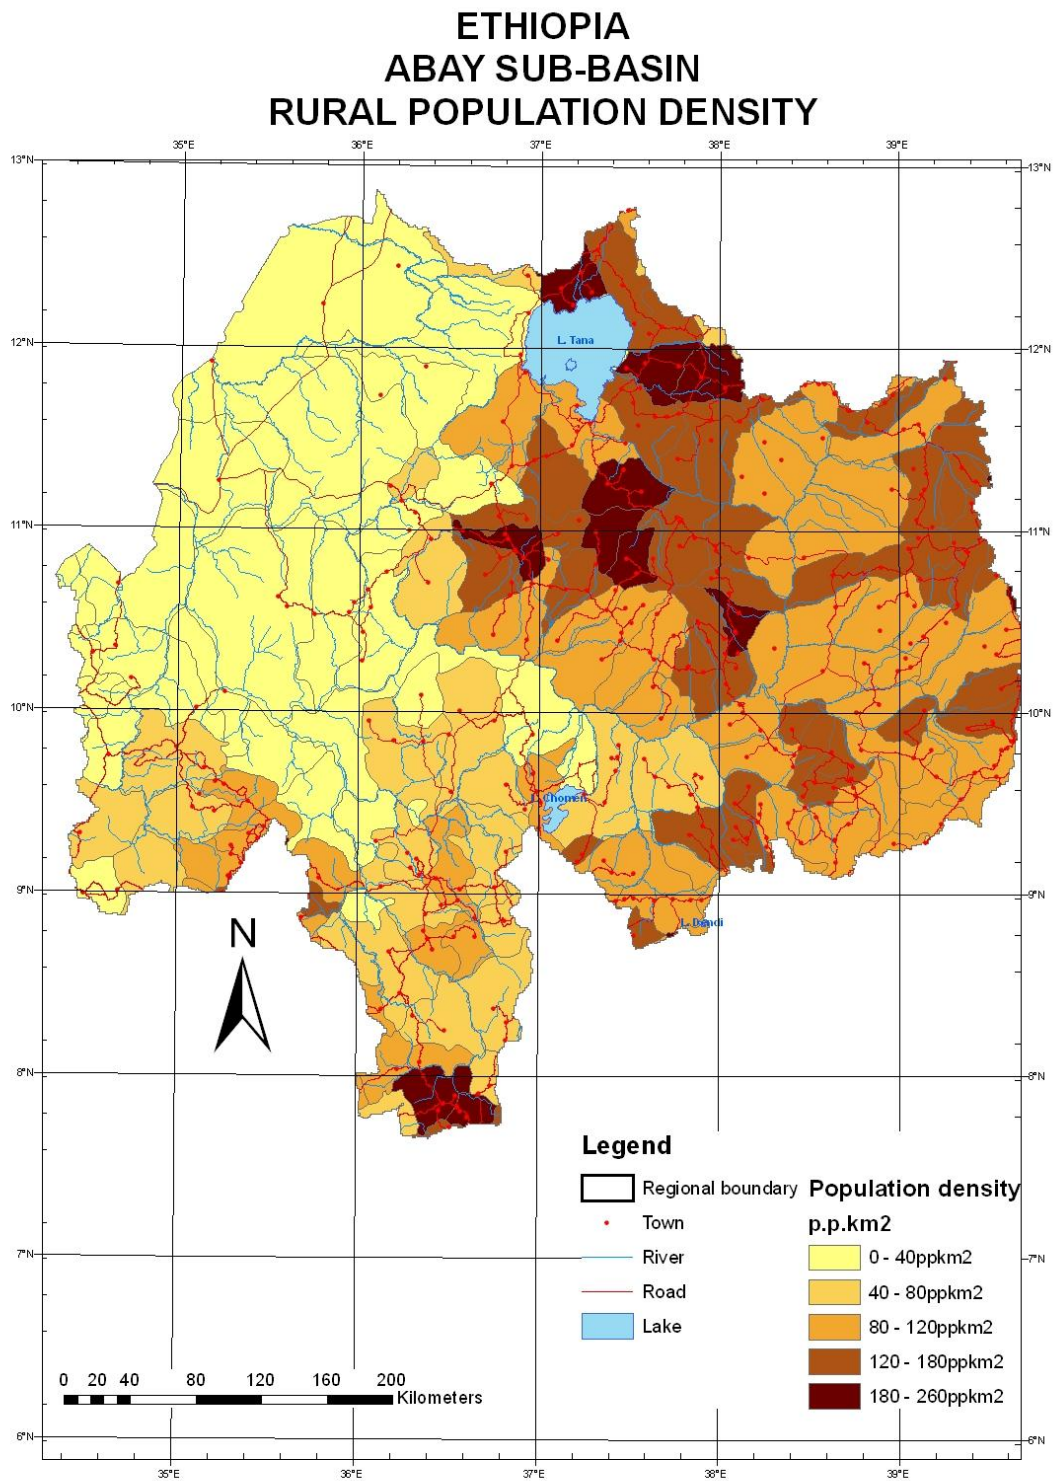 ETHIOPIA
ABAY SUB-BASIN
RURAL POPULATION DENSITY
35°E 36°E 37°E 38°E 39°E
13°N 13°N
12°N 12°N
L. Tana
11°N 11°N
10°N 10°N
Chomen
9°N 9°N
L. Dendi
N
8°N 8°N
Legend
Regional boundary
Town
River
Road
Lake
Population density
p.p.km2
0 - 40ppkm2
40 - 80ppkm2
80 - 120ppkm2
120 - 180ppkm2
180 - 260ppkm2
7°N 7°N
0 20 40 80 120 160 200
Kilometers
6°N 6°N
35°E 36°E 37°E 38°E 39°E